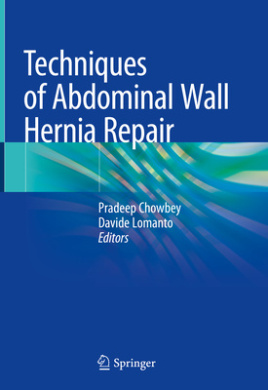 Techniques
of Abdominal Wall
Hernia Repair
Pradeep Chowbey
Davide Lomanto
Editors
Springer